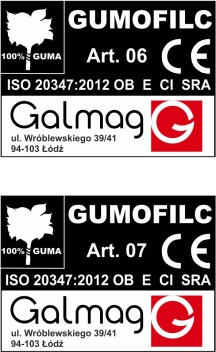 GUMOFILC
100% GUMA
Art. 06 CE
ISO 20347:2012 OB E CI SRA
Galmag G
ul. Wróblewskiego 39/41
94-103 Łódź
GUMOFILC
100% GUMA
Art. 07 CE
ISO 20347:2012 OB E CI SRA
Galmag G
ul. Wróblewskiego 39/41
94-103 Łódź